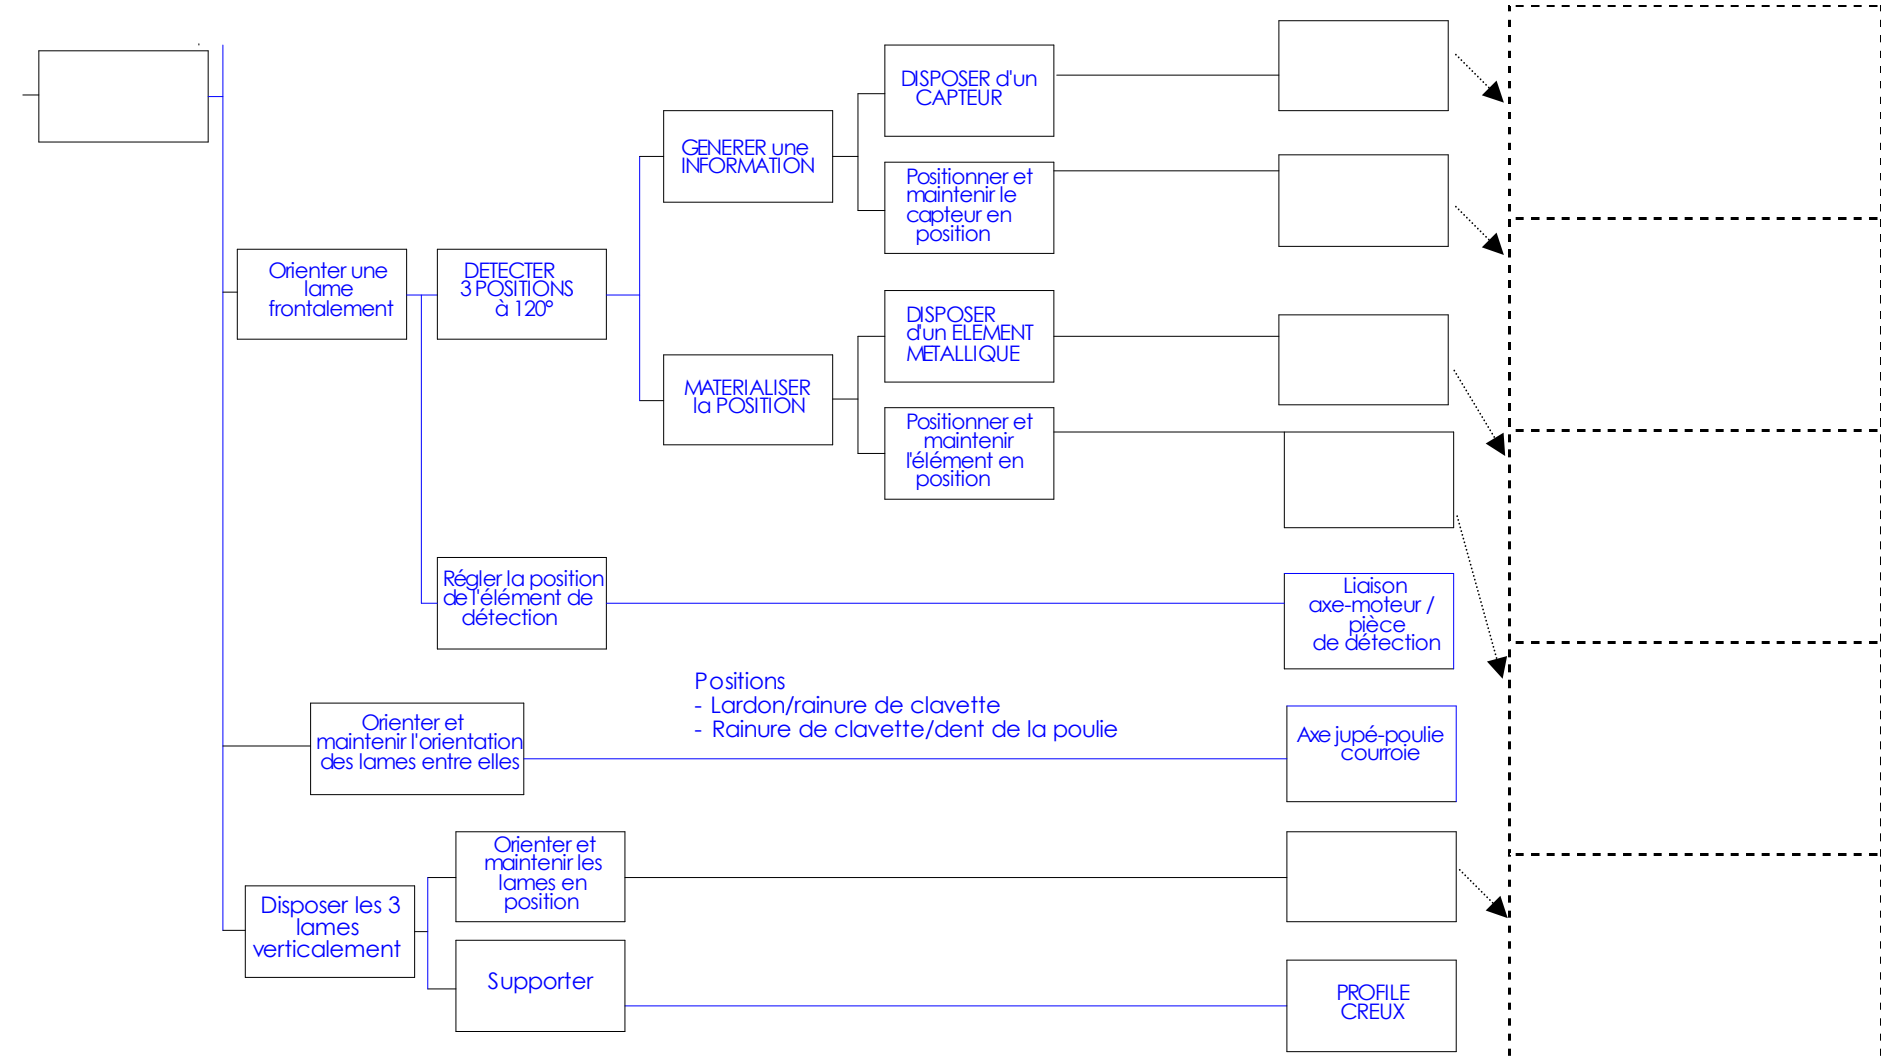 DISPOSER d'un
CAPTEUR
GENERER une
INFORMATION
Positionner et
maintenir le
capteur en
position
Orienter une
lame
frontalement
DETECTER
3 POSITIONS
à 120°
DISPOSER
d'un ELEMENT
METALLIQUE
MATERIALISER
la POSITION
Positionner et
maintenir
l'élément en
position
Régler la position
de l'élément de
détection
Liaison
axe-moteur /
pièce
de détection
Positions
- Lardon/rainure de clavette
- Rainure de clavette/dent de la poulie
Orienter et
maintenir l'orientation
des lames entre elles
Axe jupé-poulie
courroie
Orienter et
maintenir les
lames en
position
Disposer les 3
lames
verticalement
Supporter
PROFILE
CREUX